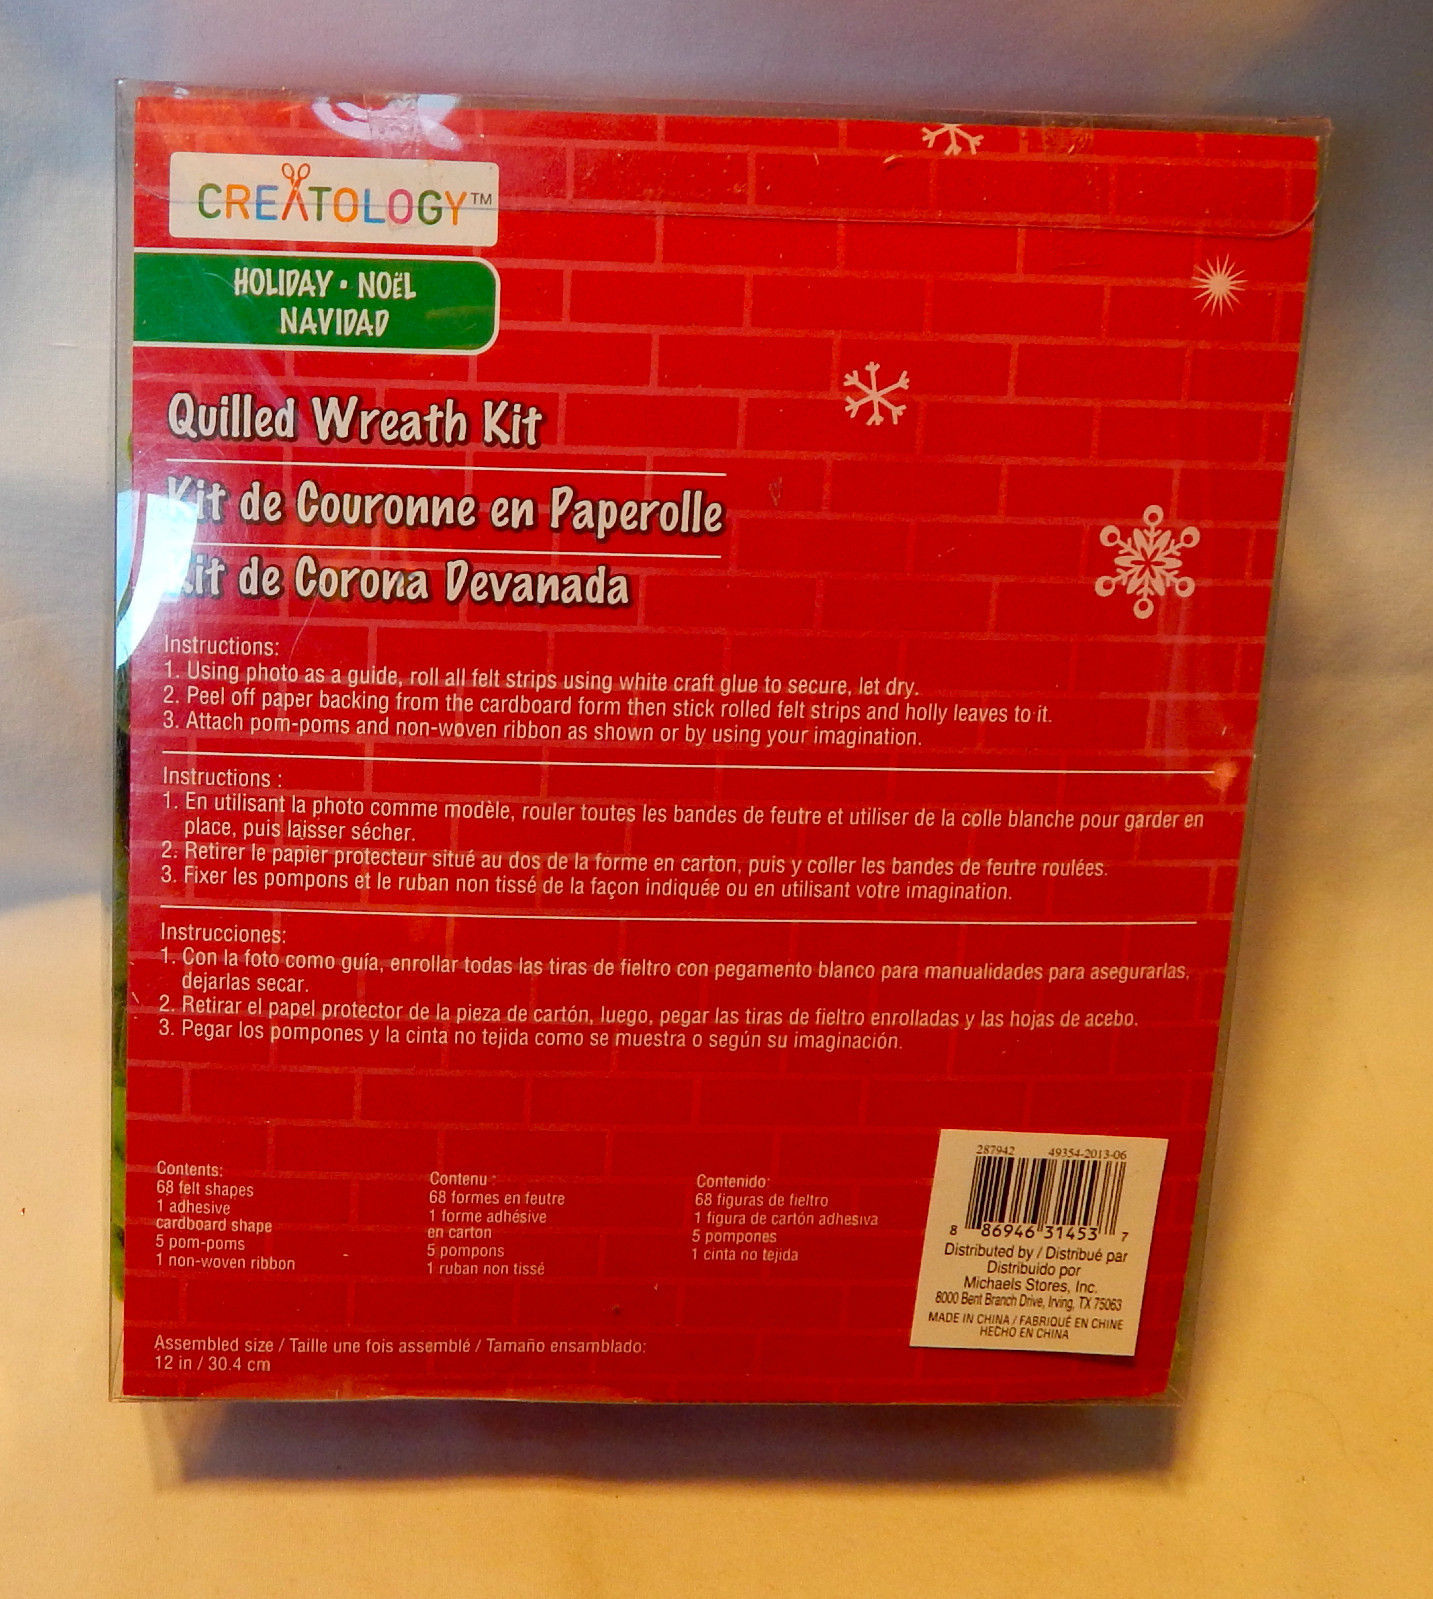 CREATOLOGY™
HOLIDAY • NOËL
NAVIDAD
Quilled Wreath Kit
Kit de Couronne en Paperolle
Kit de Corona Devanada
Instructions:
1. Using photo as a guide, roll all felt strips using white craft glue to secure, let dry.
2. Peel off paper backing from the cardboard form then stick rolled felt strips and holly leaves to it.
3. Attach pom-poms and non-woven ribbon as shown or by using your imagination.
Instructions :
1. En utilisant la photo comme modèle, rouler toutes les bandes de feutre et utiliser de la colle blanche pour garder en
place, puis laisser sécher.
2. Retirer le papier protecteur situé au dos de la forme en carton, puis y coller les bandes de feutre roulées.
3. Fixer les pompons et le ruban non tissé de la façon indiquée ou en utilisant votre imagination.
Instrucciones:
1. Con la foto como guía, enrollar todas las tiras de fieltro con pegamento blanco para manualidades para asegurarlas,
dejarlas secar.
2. Retirar el papel protector de la pieza de cartón, luego, pegar las tiras de fieltro enrolladas y las hojas de acebo.
3. Pegar los pompones y la cinta no tejida como se muestra o según su imaginación.
Contents:
68 felt shapes
1 adhesive
cardboard shape
5 pom-poms
1 non-woven ribbon
Contenu :
68 formes en feutre
1 forme adhésive
en carton
5 pompons
1 ruban non tissé
Contenido:
68 figuras de fieltro
1 figura de cartón adhesiva
5 pompones
1 cinta no tejida
287942 49354-2013-06
8 86946 31453 7
Distributed by / Distribué par
Distribuido por
Michaels Stores, Inc.
8000 Bent Branch Drive, Irving, TX 75063
MADE IN CHINA / FABRIQUÉ EN CHINE
HECHO EN CHINA
Assembled size / Taille une fois assemblé / Tamaño ensamblado:
12 in / 30.4 cm